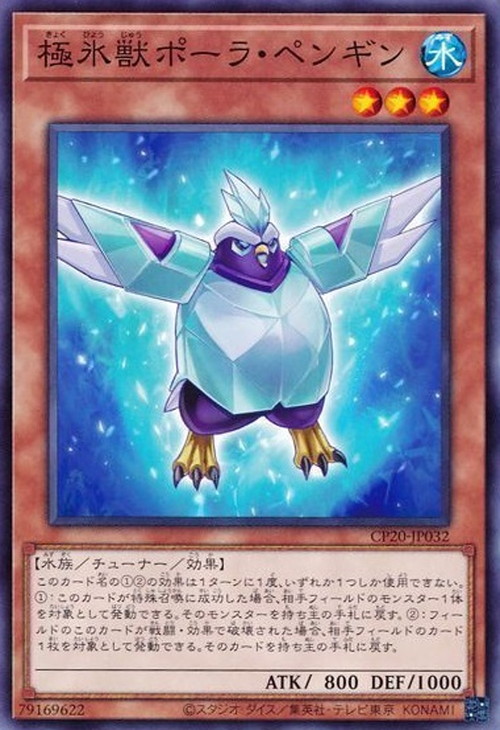 極氷獣ポーラ・ペンギン
水
CP20-JP032
【水族／チューナー／効果】
このカード名の①②の効果は1ターンに1度、いずれか1つしか使用できない。
①：このカードが特殊召喚に成功した場合、相手フィールドのモンスター1体
を対象として発動できる。そのモンスターを持ち主の手札に戻す。②：フィー
ルドのこのカードが戦闘・効果で破壊された場合、相手フィールドのカード
1枚を対象として発動できる。そのカードを持ち主の手札に戻す。
ATK/ 800 DEF/1000
79169622
©スタジオ・ダイス／集英社・テレビ東京・KONAMI